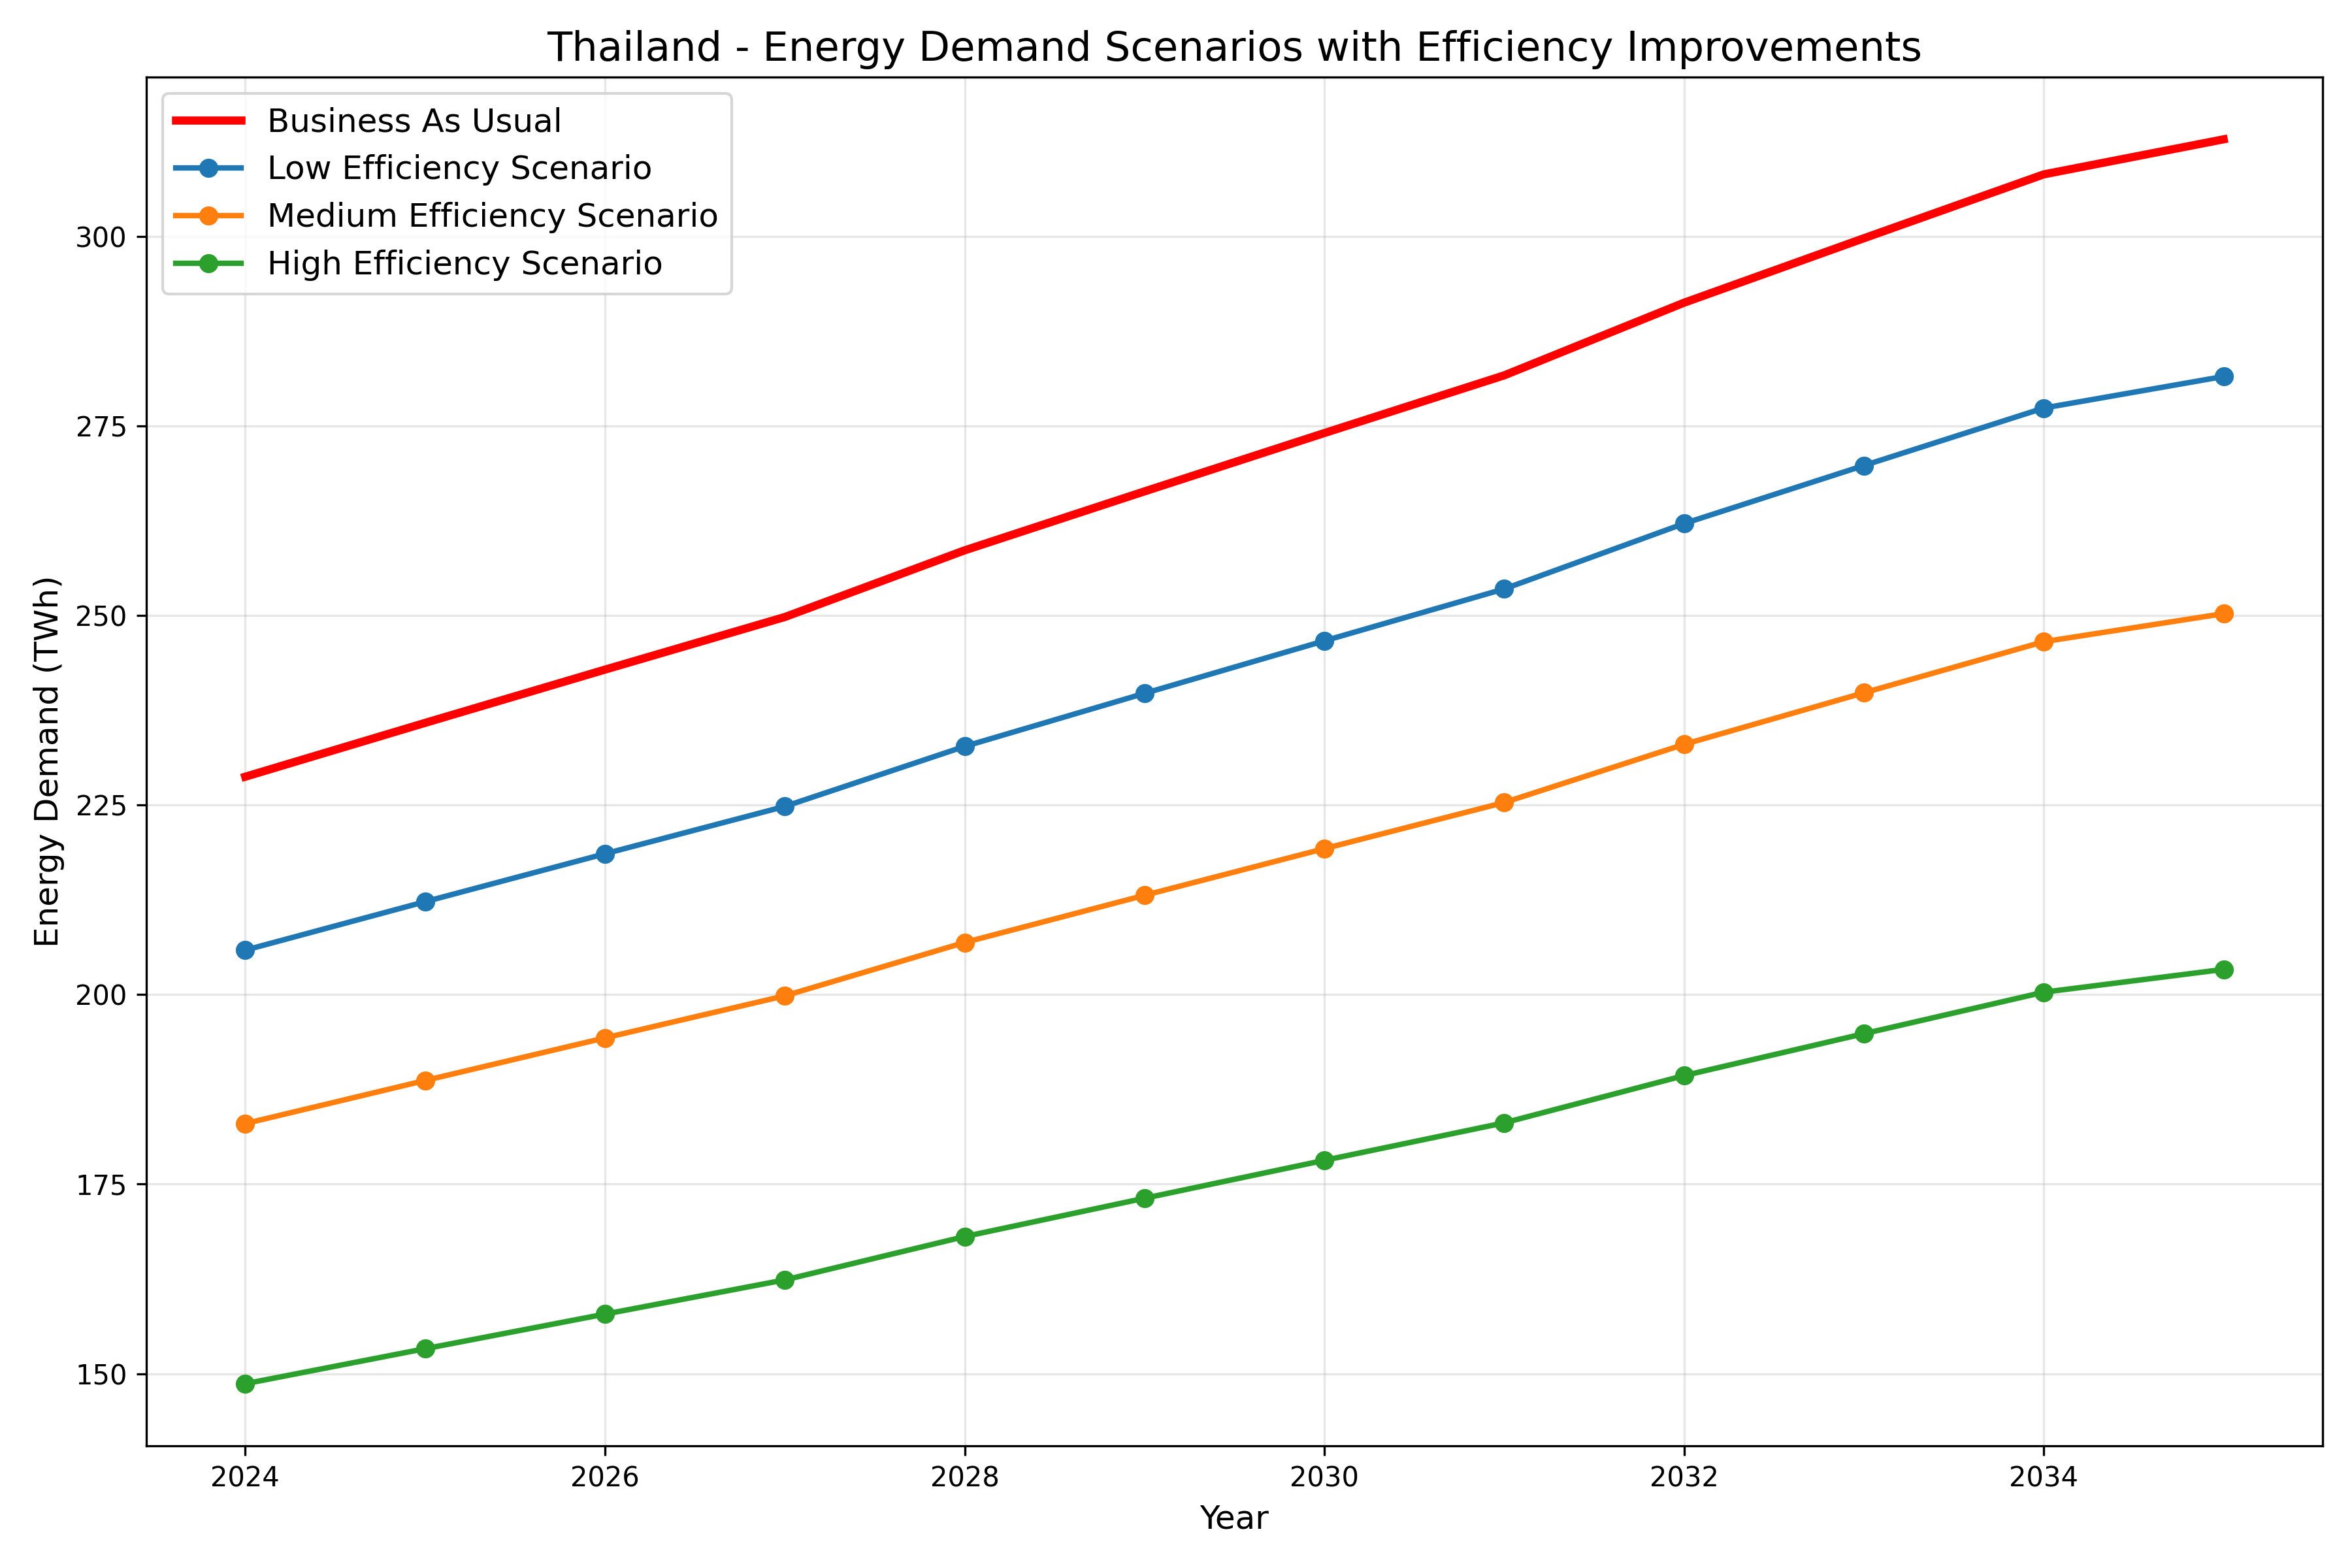 Thailand - Energy Demand Scenarios with Efficiency Improvements
Business As Usual
Low Efficiency Scenario
Medium Efficiency Scenario
High Efficiency Scenario
Energy Demand (TWh)
300
275
250
225
200
175
150
2024 2026 2028 2030 2032 2034
Year